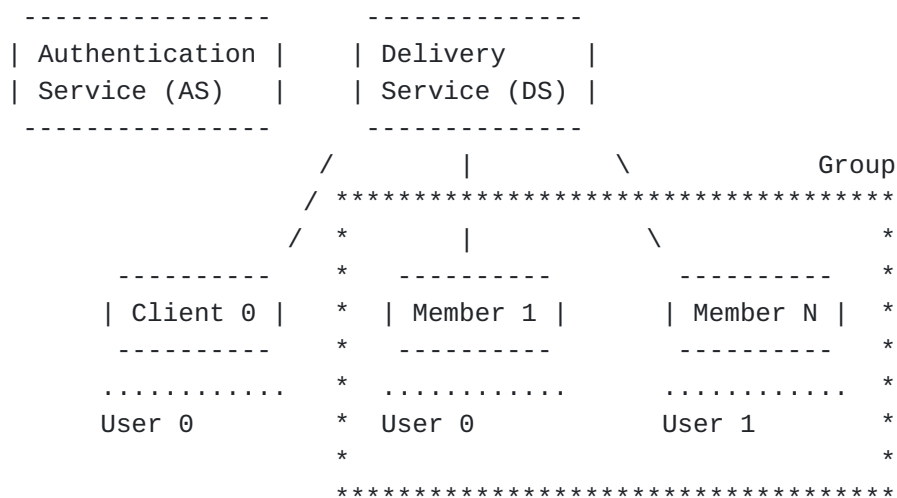 ----------------      --------------
| Authentication |    | Delivery     |
| Service (AS)   |    | Service (DS) |
----------------      --------------
/        |         \            Group
/ ************************************
/  *       |           \              *
----------    *   ----------        ----------   *
| Client 0 |   *  | Member 1 |      | Member N |  *
----------    *   ----------        ----------   *
............   *  ............      ............  *
User 0         *  User 0            User 1        *
*                                   *
************************************